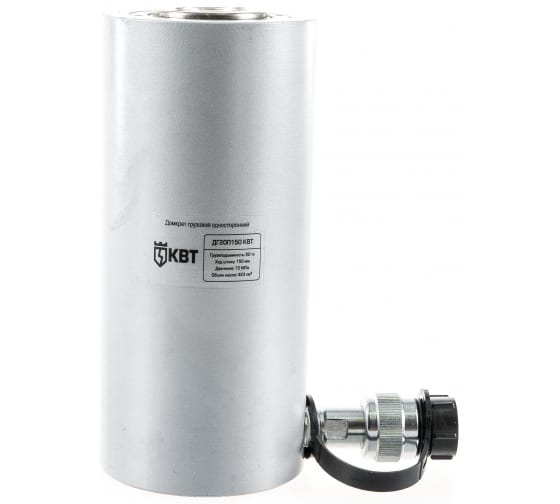 Домкрат грузовой односторонний
КВТ
ДГ20П150 КВТ
Грузоподъемность: 20 тс
Ход штока: 150 мм
Давление: 70 МПа
Объем масла: 623 см³